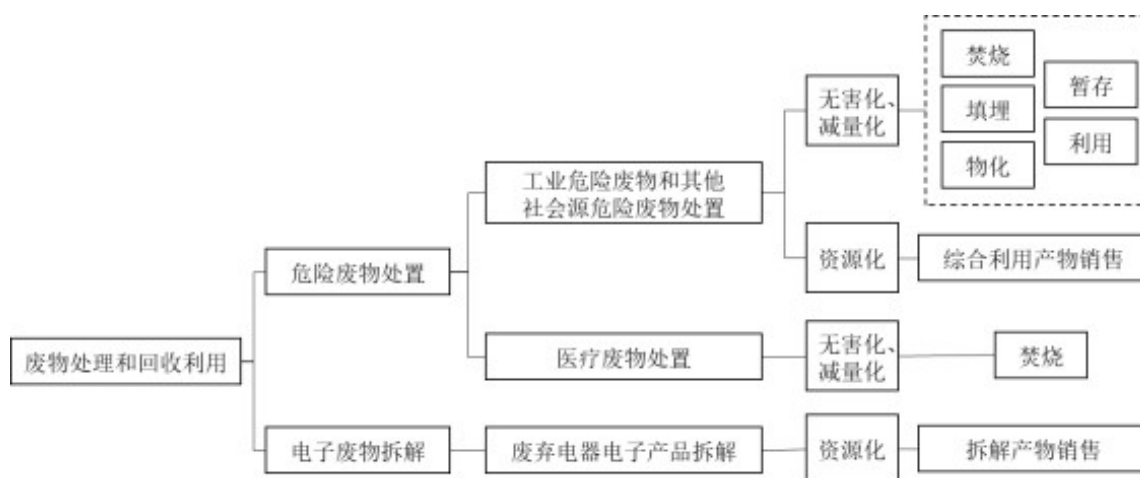 焚烧
暂存
无害化、
减量化
填埋
利用
物化
工业危险废物和其他
社会源危险废物处置
资源化
综合利用产物销售
危险废物处置
废物处理和回收利用
医疗废物处置
无害化、
减量化
焚烧
电子废物拆解
废弃电器电子产品拆解
资源化
拆解产物销售